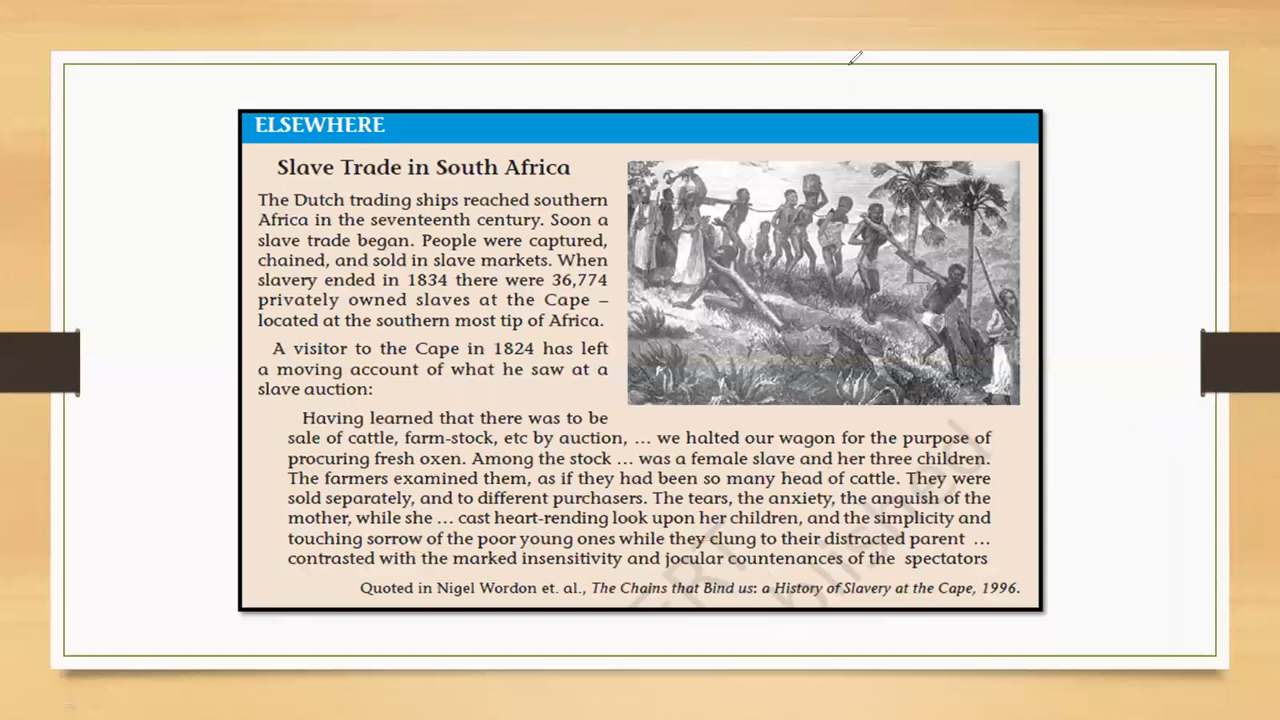 ELSEWHERE
Slave Trade in South Africa
The Dutch trading ships reached southern
Africa in the seventeenth century. Soon a
slave trade began. People were captured,
chained, and sold in slave markets. When
slavery ended in 1834 there were 36,774
privately owned slaves at the Cape –
located at the southern most tip of Africa.
A visitor to the Cape in 1824 has left
a moving account of what he saw at a
slave auction:
Having learned that there was to be
sale of cattle, farm-stock, etc by auction, ... we halted our wagon for the purpose of
procuring fresh oxen. Among the stock ... was a female slave and her three children.
The farmers examined them, as if they had been so many head of cattle. They were
sold separately, and to different purchasers. The tears, the anxiety, the anguish of the
mother, while she ... cast heart-rending look upon her children, and the simplicity and
touching sorrow of the poor young ones while they clung to their distracted parent ...
contrasted with the marked insensitivity and jocular countenances of the spectators
Quoted in Nigel Wordon et. al., The Chains that Bind us: a History of Slavery at the Cape, 1996.